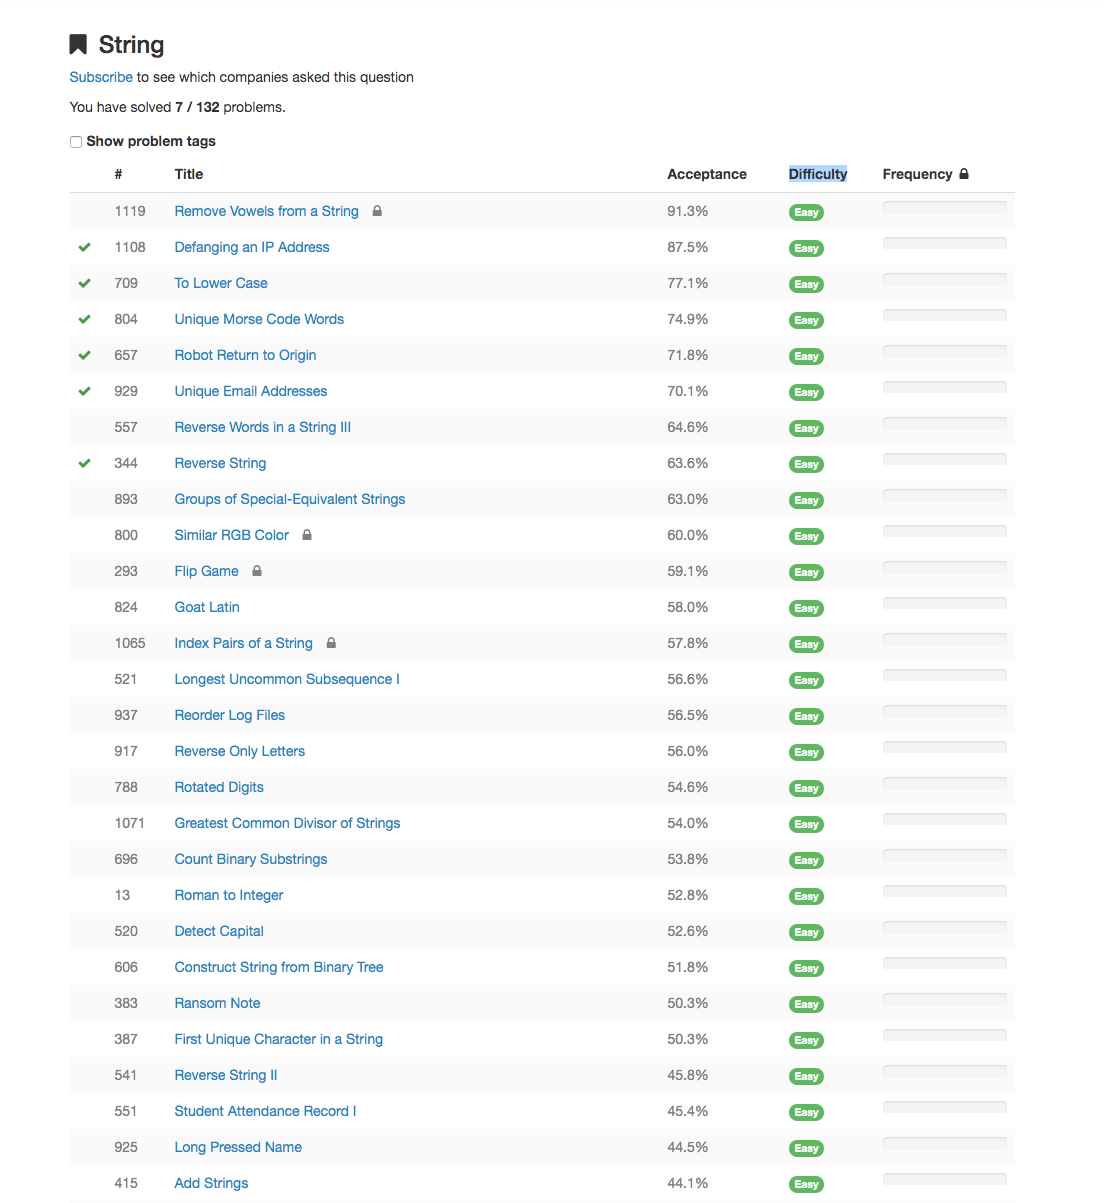 String
Subscribe to see which companies asked this question
You have solved 7 / 132 problems.
Show problem tags
# Title Acceptance Difficulty Frequency
1119 Remove Vowels from a String 91.3% Easy
1108 Defanging an IP Address 87.5% Easy
709 To Lower Case 77.1% Easy
804 Unique Morse Code Words 74.9% Easy
657 Robot Return to Origin 71.8% Easy
929 Unique Email Addresses 70.1% Easy
557 Reverse Words in a String III 64.6% Easy
344 Reverse String 63.6% Easy
893 Groups of Special-Equivalent Strings 63.0% Easy
800 Similar RGB Color 60.0% Easy
293 Flip Game 59.1% Easy
824 Goat Latin 58.0% Easy
1065 Index Pairs of a String 57.8% Easy
521 Longest Uncommon Subsequence I 56.6% Easy
937 Reorder Log Files 56.5% Easy
917 Reverse Only Letters 56.0% Easy
788 Rotated Digits 54.6% Easy
1071 Greatest Common Divisor of Strings 54.0% Easy
696 Count Binary Substrings 53.8% Easy
13 Roman to Integer 52.8% Easy
520 Detect Capital 52.6% Easy
606 Construct String from Binary Tree 51.8% Easy
383 Ransom Note 50.3% Easy
387 First Unique Character in a String 50.3% Easy
541 Reverse String II 45.8% Easy
551 Student Attendance Record I 45.4% Easy
925 Long Pressed Name 44.5% Easy
415 Add Strings 44.1% Easy